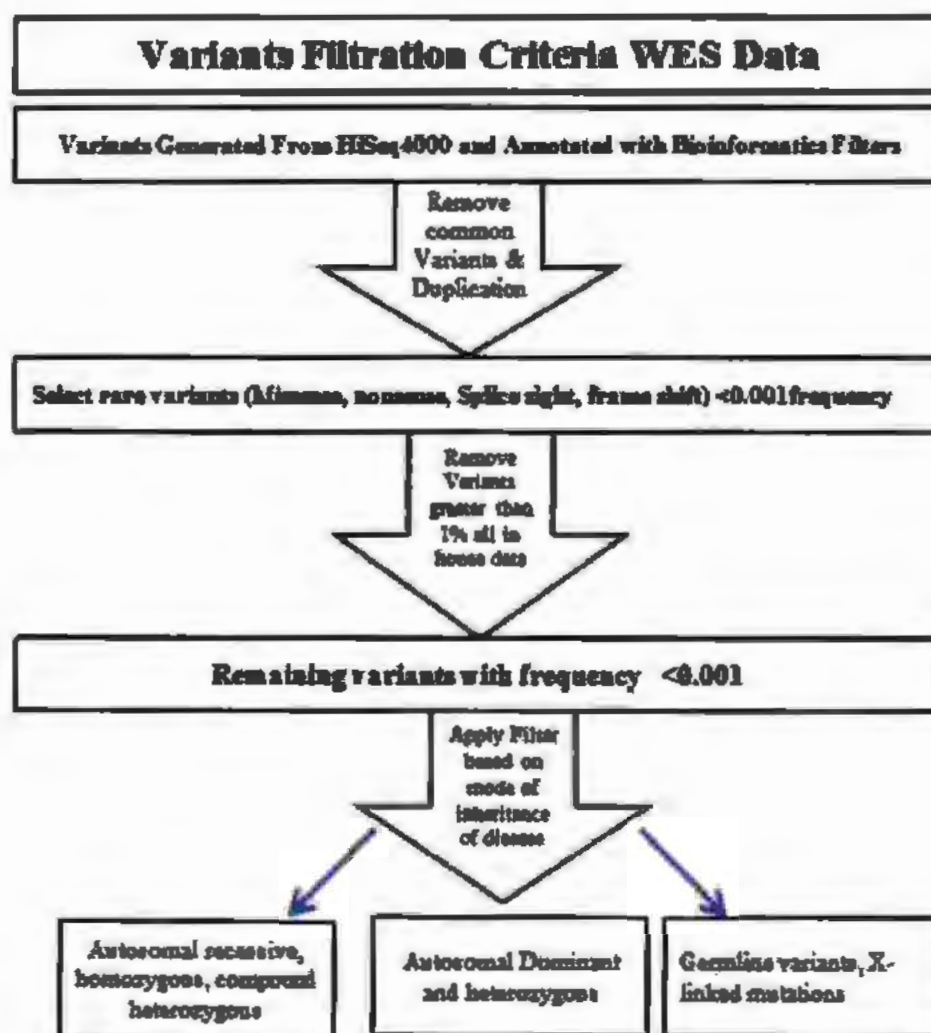 Variants Filtration Criteria WES Data
Variants Generated From HiSeq4000 and Annotated with Bioinformatics Filters
Remove
common
Variants &
Duplication
Select rare variants (Misense, nonsense, Splice sight, frame shift) <0.001frequency
Remove
Variants
greater than
1% all in
house data
Remaining variants with frequency <0.001
Apply Filter
based on
mode of
inheritance
of disease
Autosomal recessive,
homozygous, compound
heterozygous
Autosomal Dominant
and heterozygous
Germline variants, X-
linked mutations